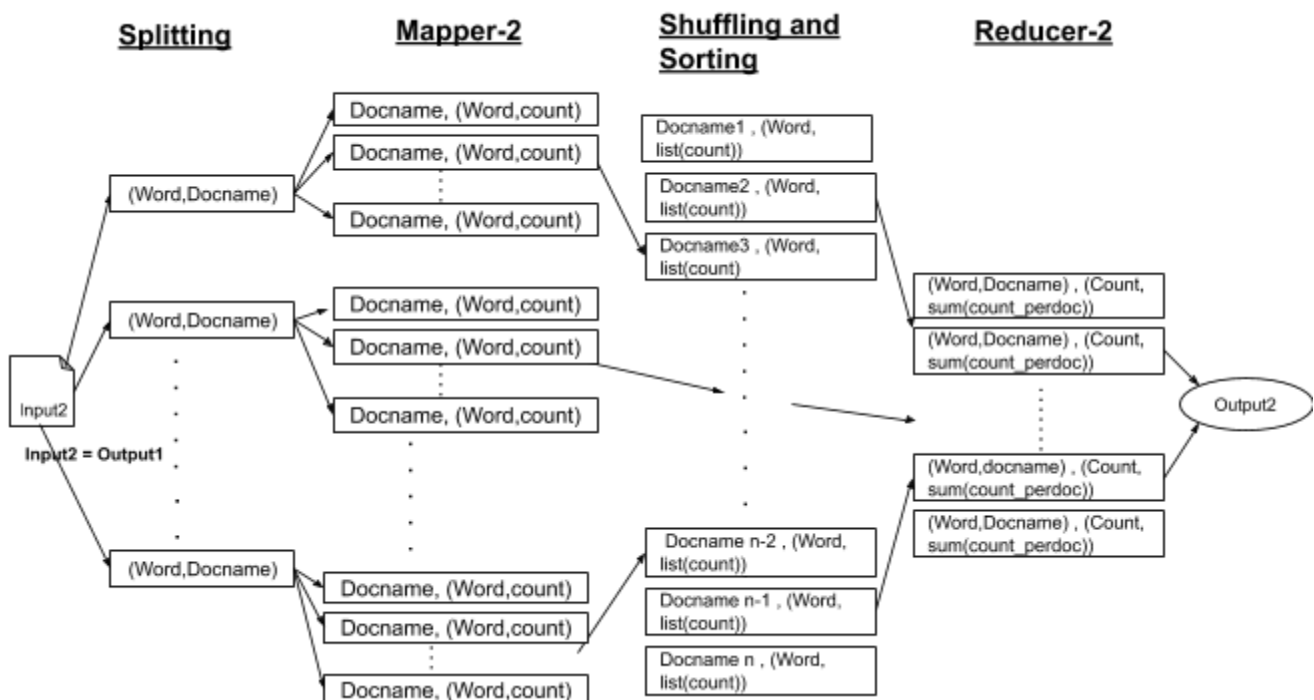 Splitting
Mapper-2
Shuffling and
Sorting
Reducer-2
Input2
Input2 = Output1
(Word,Docname)
(Word,Docname)
(Word,Docname)
Docname, (Word,count)
Docname, (Word,count)
Docname, (Word,count)
Docname, (Word,count)
Docname, (Word,count)
Docname, (Word,count)
Docname, (Word,count)
Docname, (Word,count)
Docname, (Word,count)
Docname1 , (Word,
list(count))
Docname2 , (Word,
list(count))
Docname3 , (Word,
list(count)
Docname n-2 , (Word,
list(count))
Docname n-1 , (Word,
list(count))
Docname n , (Word,
list(count))
(Word,Docname) , (Count,
sum(count_perdoc))
(Word,Docname) , (Count,
sum(count_perdoc))
(Word,docname) , (Count,
sum(count_perdoc))
(Word,Docname) , (Count,
sum(count_perdoc))
Output2